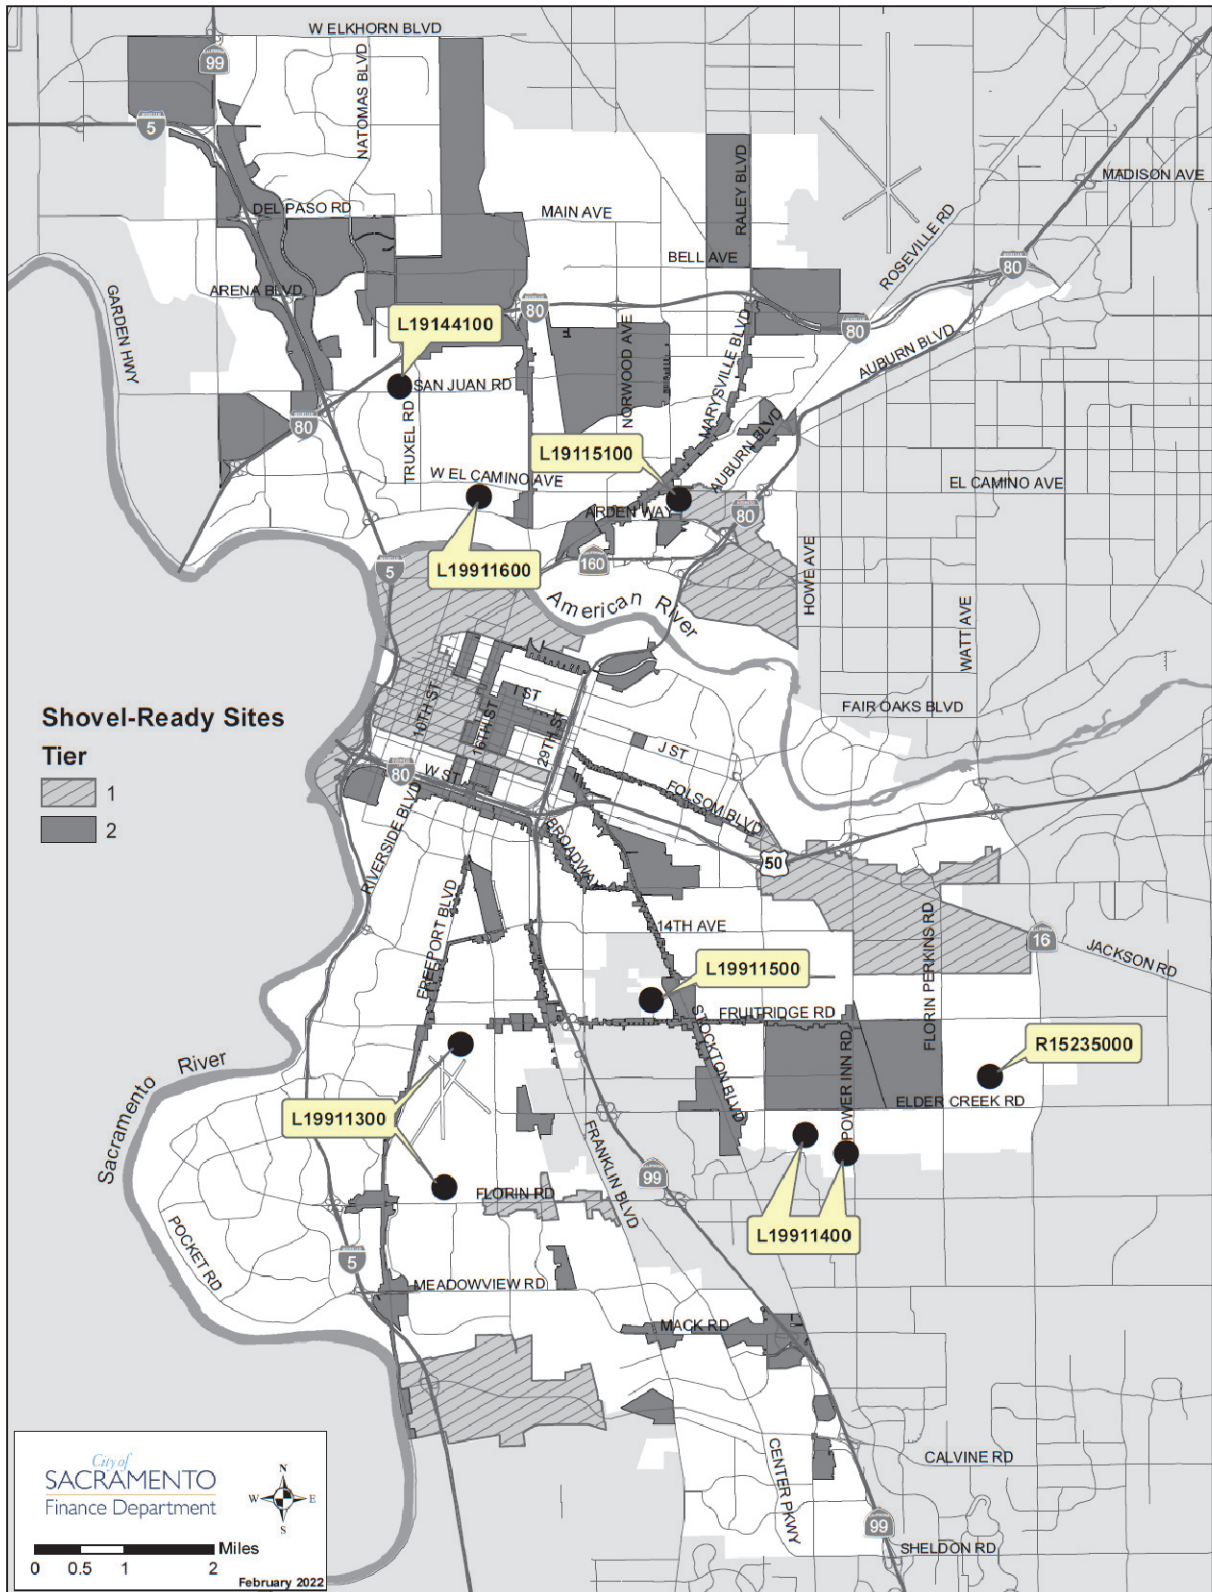 W ELKHORN BLVD
99
NATOMAS BLVD
5
RALEY BLVD
MADISON AVE
DEL PASO RD
MAIN AVE
ROSEVILLE RD
BELL AVE
80
GARDEN HWY
ARENA BLVD
80
L19144100
NORWOOD AVE
MARYSVILLE BLVD
80
AUBURN BLVD
SAN JUAN RD
80
TRUXEL RD
L19115100
AUBURN BLVD
W EL CAMINO AVE
EL CAMINO AVE
ARDEN WAY
80
L19911600
160
5
HOWE AVE
American River
WATT AVE
I ST
10TH ST
16TH ST
29TH ST
FAIR OAKS BLVD
Shovel-Ready Sites
Tier
1
2
J ST
80
W ST
FOLSOM BLVD
RIVERSIDE BLVD
BROADWAY
50
FREEPORT BLVD
14TH AVE
FLORIN PERKINS RD
16
JACKSON RD
L19911500
FRUITRIDGE RD
STOCKTON BLVD
POWER INN RD
R15235000
Sacramento River
ELDER CREEK RD
L19911300
FRANKLIN BLVD
99
FLORIN RD
L19911400
POCKET RD
5
MEADOWVIEW RD
MACK RD
CENTER PKWY
CALVINE RD
99
SHELDON RD
City of
SACRAMENTO
Finance Department
N
W E
S
0 0.5 1 2 Miles
February 2022